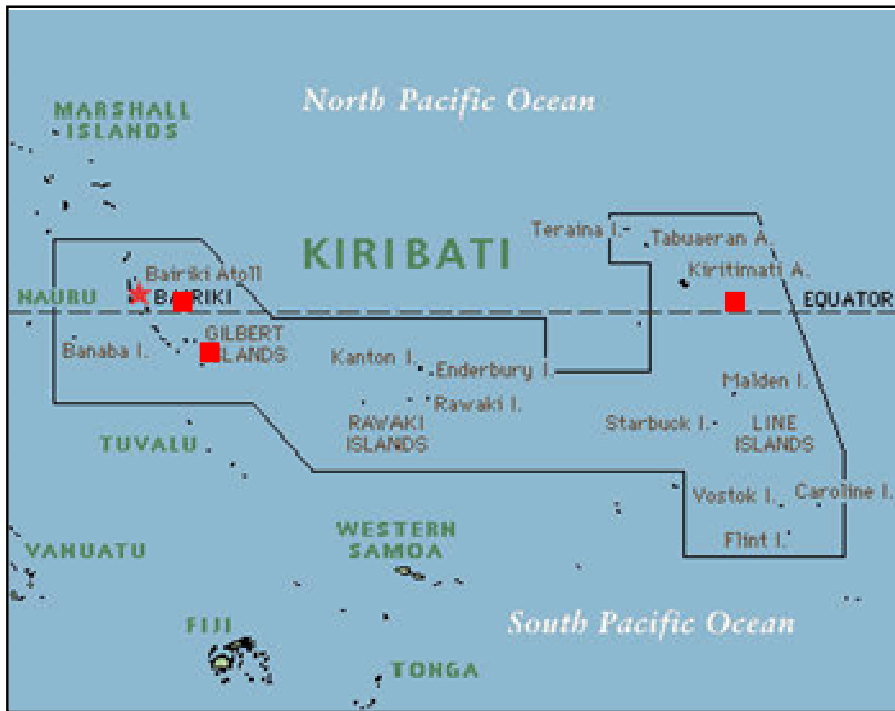 North Pacific Ocean
MARSHALL
ISLANDS
KIRIBATI
Teraina I.
Tabuaeran A.
Kiritimati A.
Bairiki Atoll
BAIRIKI
NAURU
EQUATOR
GILBERT
ISLANDS
Banaba I.
Kanton I.
Enderbury I.
Malden I.
Rawaki I.
RAWAKI
ISLANDS
Starbuck I.
LINE
ISLANDS
TUVALU
Vostok I.
Caroline I.
WESTERN
SAMOA
Flint I.
VAHUATU
FIJI
South Pacific Ocean
TONGA